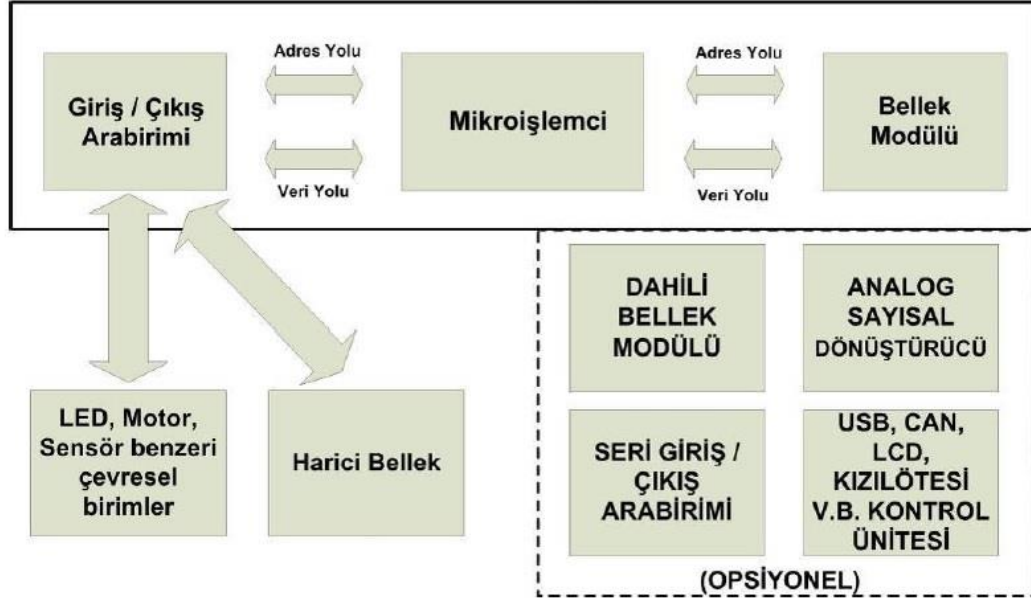 Adres Yolu
Adres Yolu
Giriş / Çıkış
Arabirimi
Mikroişlemci
Bellek
Modülü
Veri Yolu
Veri Yolu
DAHİLİ
BELLEK
MODÜLÜ
ANALOG
SAYISAL
DÖNÜŞTÜRÜCÜ
LED, Motor,
Sensör benzeri
çevresel
birimler
Harici Bellek
SERİ GİRİŞ /
ÇIKIŞ
ARABİRİMİ
USB, CAN,
LCD,
KIZILÖTESİ
V.B. KONTROL
ÜNİTESİ
(OPSİYONEL)